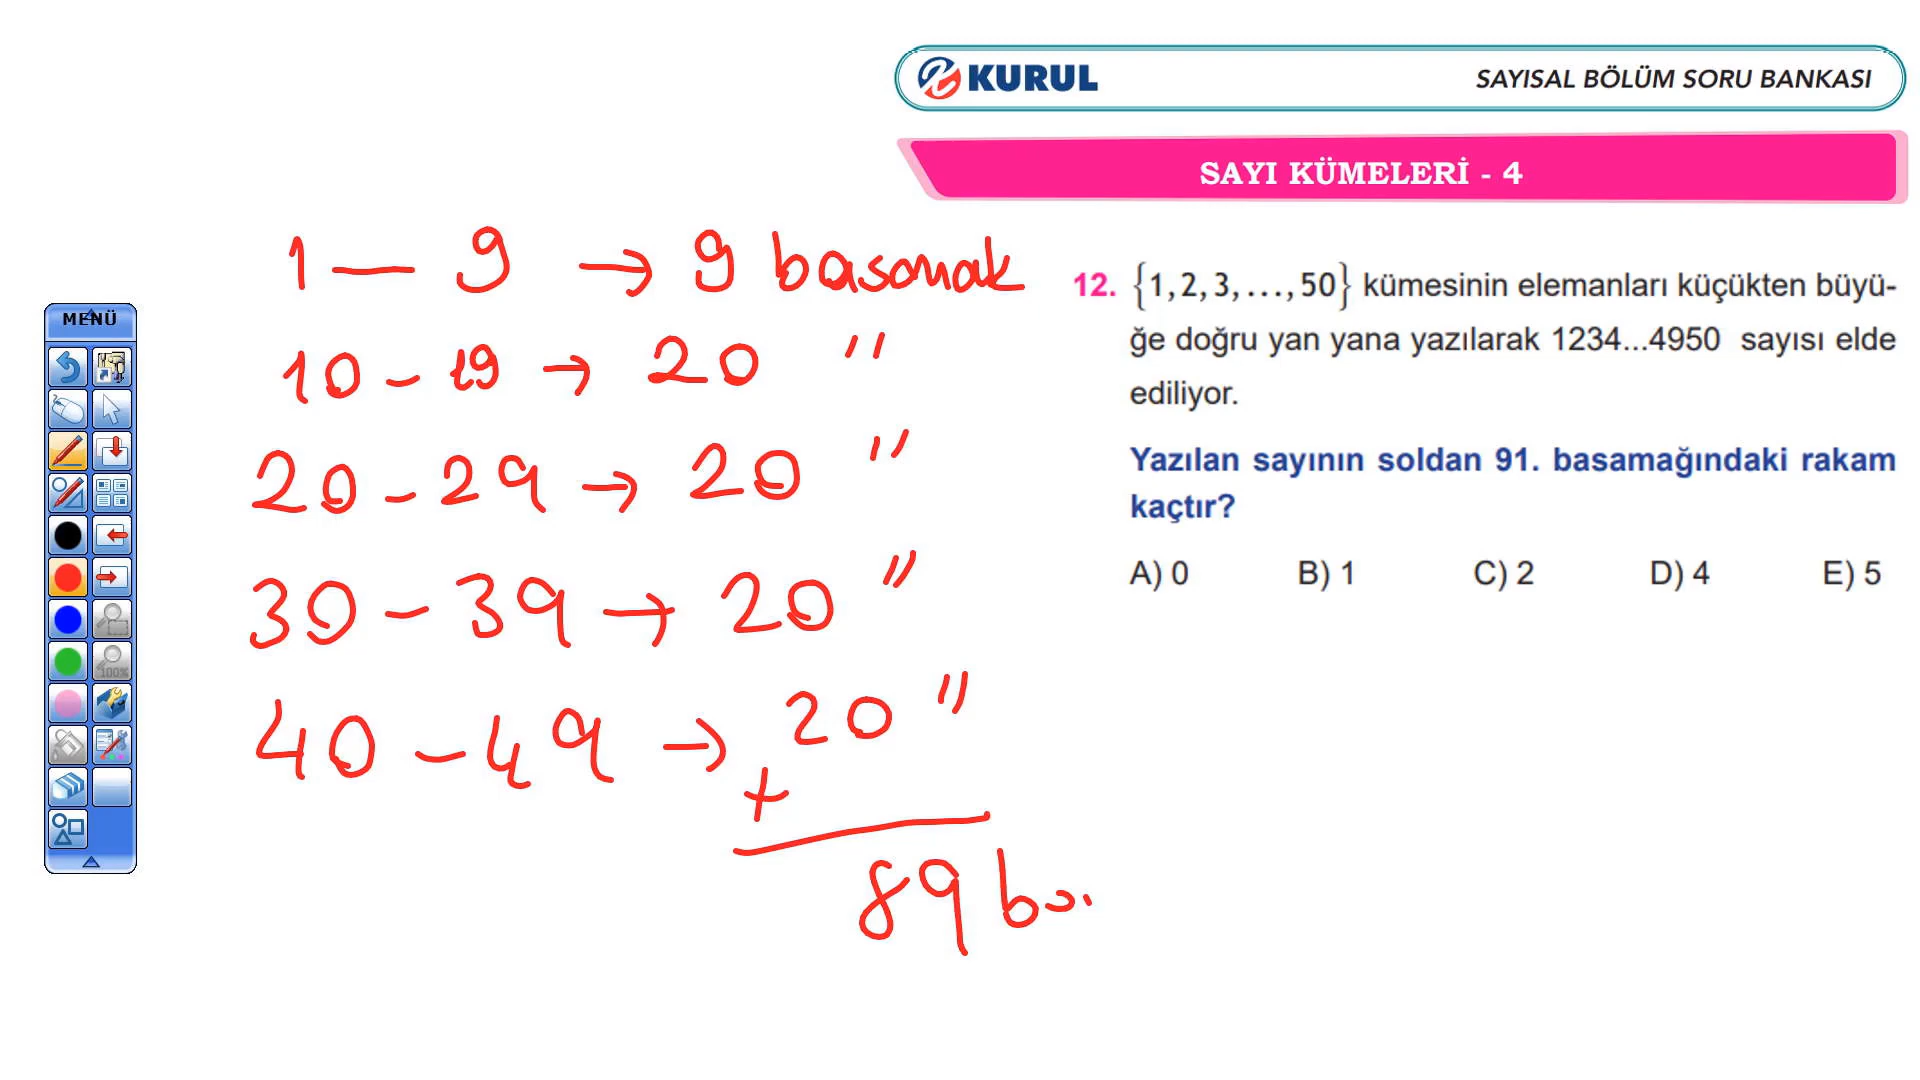 KURUL
SAYISAL BÖLÜM SORU BANKASI
SAYI KÜMELERİ - 4
12. {1, 2, 3, ..., 50} kümesinin elemanları küçükten büyü-
ğe doğru yan yana yazılarak 1234...4950 sayısı elde
ediliyor.
Yazılan sayının soldan 91. basamağındaki rakam
kaçtır?
A) 0 B) 1 C) 2 D) 4 E) 5
1 — 9 → 9 basamak
10 - 19 → 20 "
20 - 29 → 20 "
30 - 39 → 20 "
40 - 49 → 20 "
+
89 bs.
MENÜ
100%